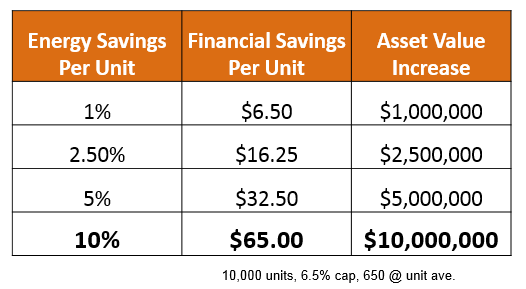 Energy Savings Per Unit Financial Savings Per Unit Asset Value Increase
1% $6.50 $1,000,000
2.50% $16.25 $2,500,000
5% $32.50 $5,000,000
10% $65.00 $10,000,000
10,000 units, 6.5% cap, 650 @ unit ave.